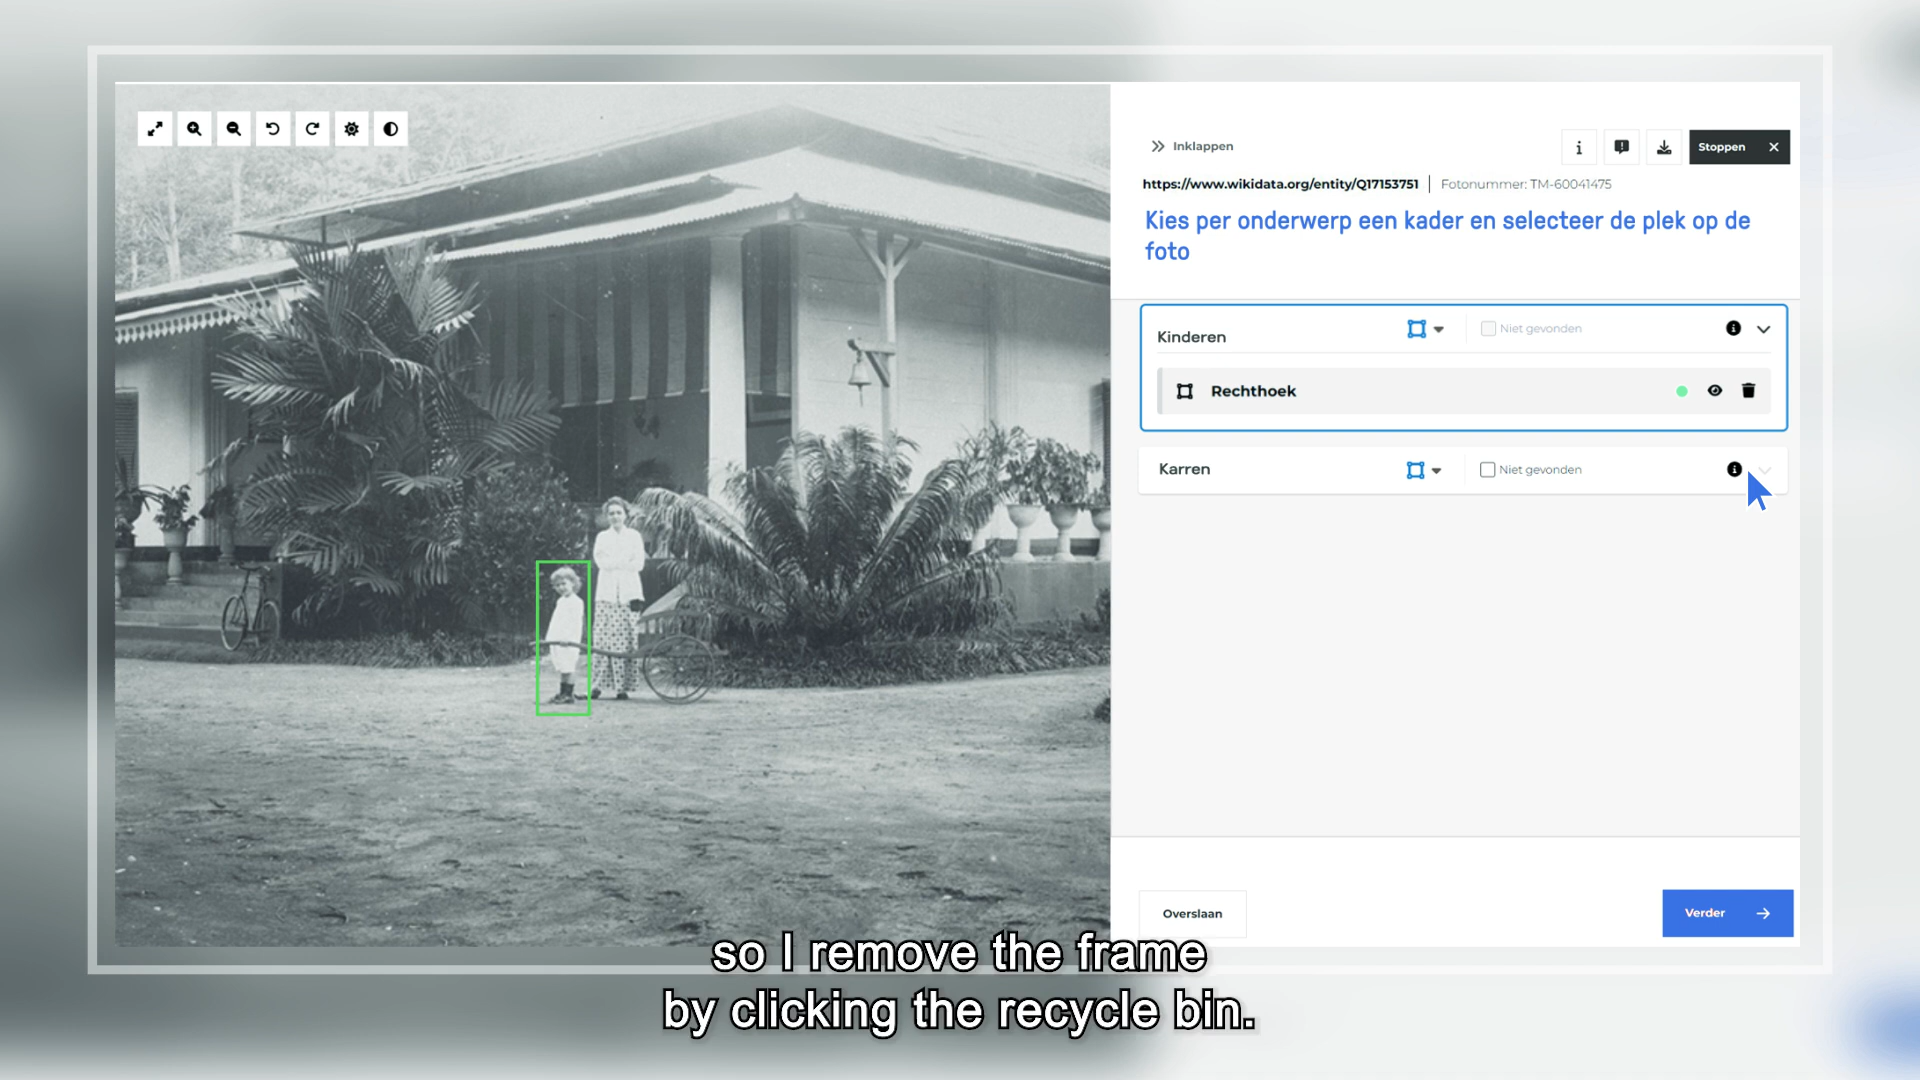 Inklappen
Stoppen
https://www.wikidata.org/entity/Q17153751 | Fotonummer: TM-60041475
Kies per onderwerp een kader en selecteer de plek op de
foto
Kinderen
Niet gevonden
Rechthoek
Karren
Niet gevonden
Overslaan
Verder
so I remove the frame
by clicking the recycle bin.